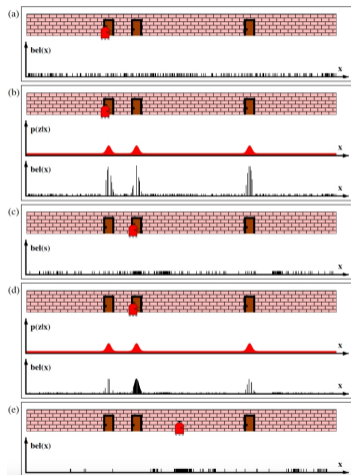 (a)
bel(x)
x
(b)
p(z|x)
x
bel(x)
x
(c)
bel(s)
x
(d)
p(z|x)
x
bel(x)
x
(e)
bel(x)
x